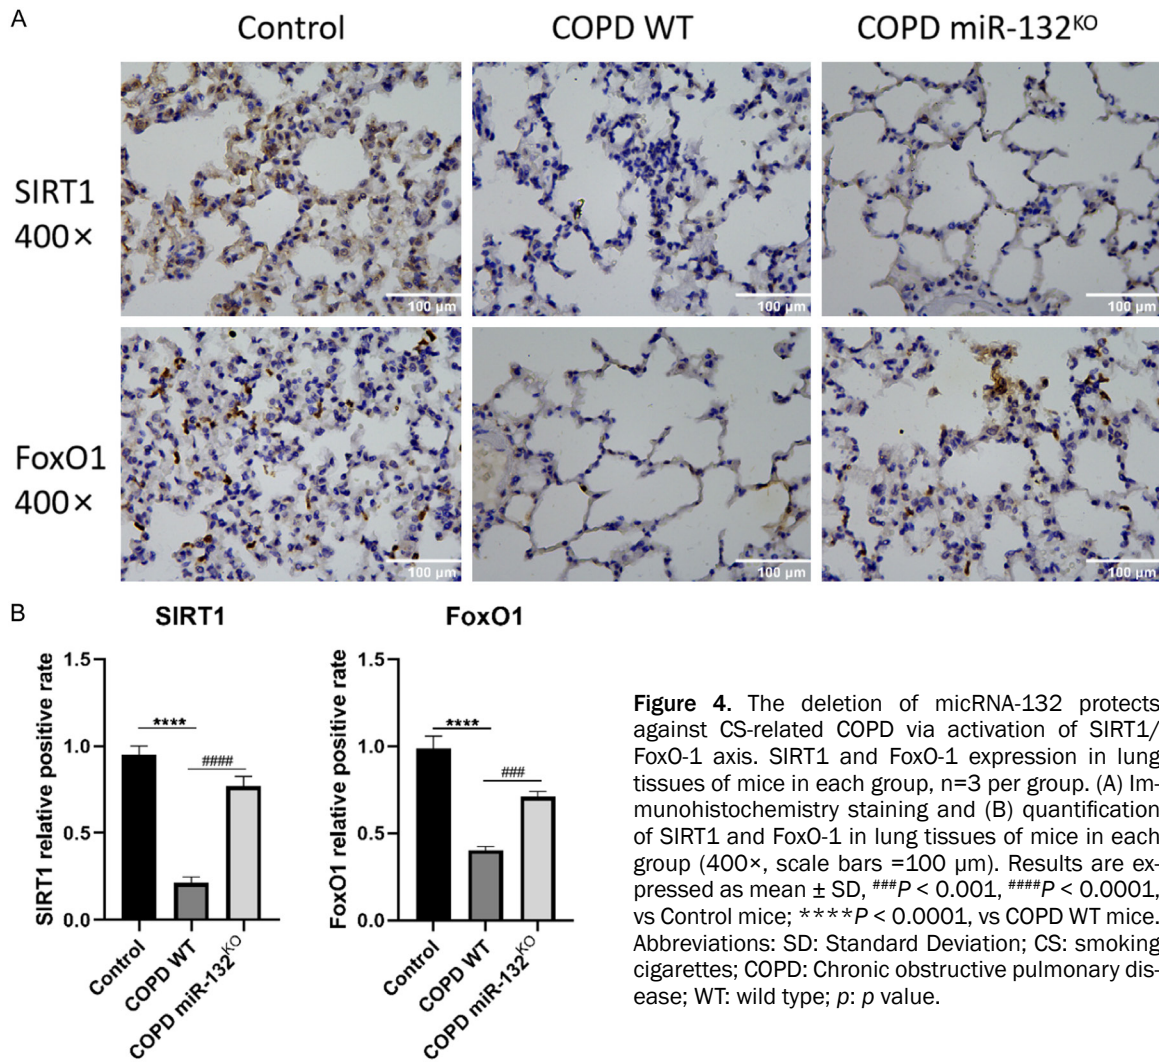 A
Control
COPD WT
COPD miR-132ᴷᴼ
SIRT1
400×
100 µm
100 µm
100 µm
FoxO1
400×
100 µm
100 µm
100 µm
B
SIRT1
SIRT1 relative positive rate
1.5
1.0
0.5
0.0
****
####
Control
COPD WT
COPD miR-132ᴷᴼ
FoxO1
FoxO1 relative positive rate
1.5
1.0
0.5
0.0
****
###
Control
COPD WT
COPD miR-132ᴷᴼ
Figure 4. The deletion of micRNA-132 protects
against CS-related COPD via activation of SIRT1/
FoxO-1 axis. SIRT1 and FoxO-1 expression in lung
tissues of mice in each group, n=3 per group. (A) Im-
munohistochemistry staining and (B) quantification
of SIRT1 and FoxO-1 in lung tissues of mice in each
group (400×, scale bars =100 µm). Results are ex-
pressed as mean ± SD, ###P < 0.001, ####P < 0.0001,
vs Control mice; ****P < 0.0001, vs COPD WT mice.
Abbreviations: SD: Standard Deviation; CS: smoking
cigarettes; COPD: Chronic obstructive pulmonary dis-
ease; WT: wild type; p: p value.